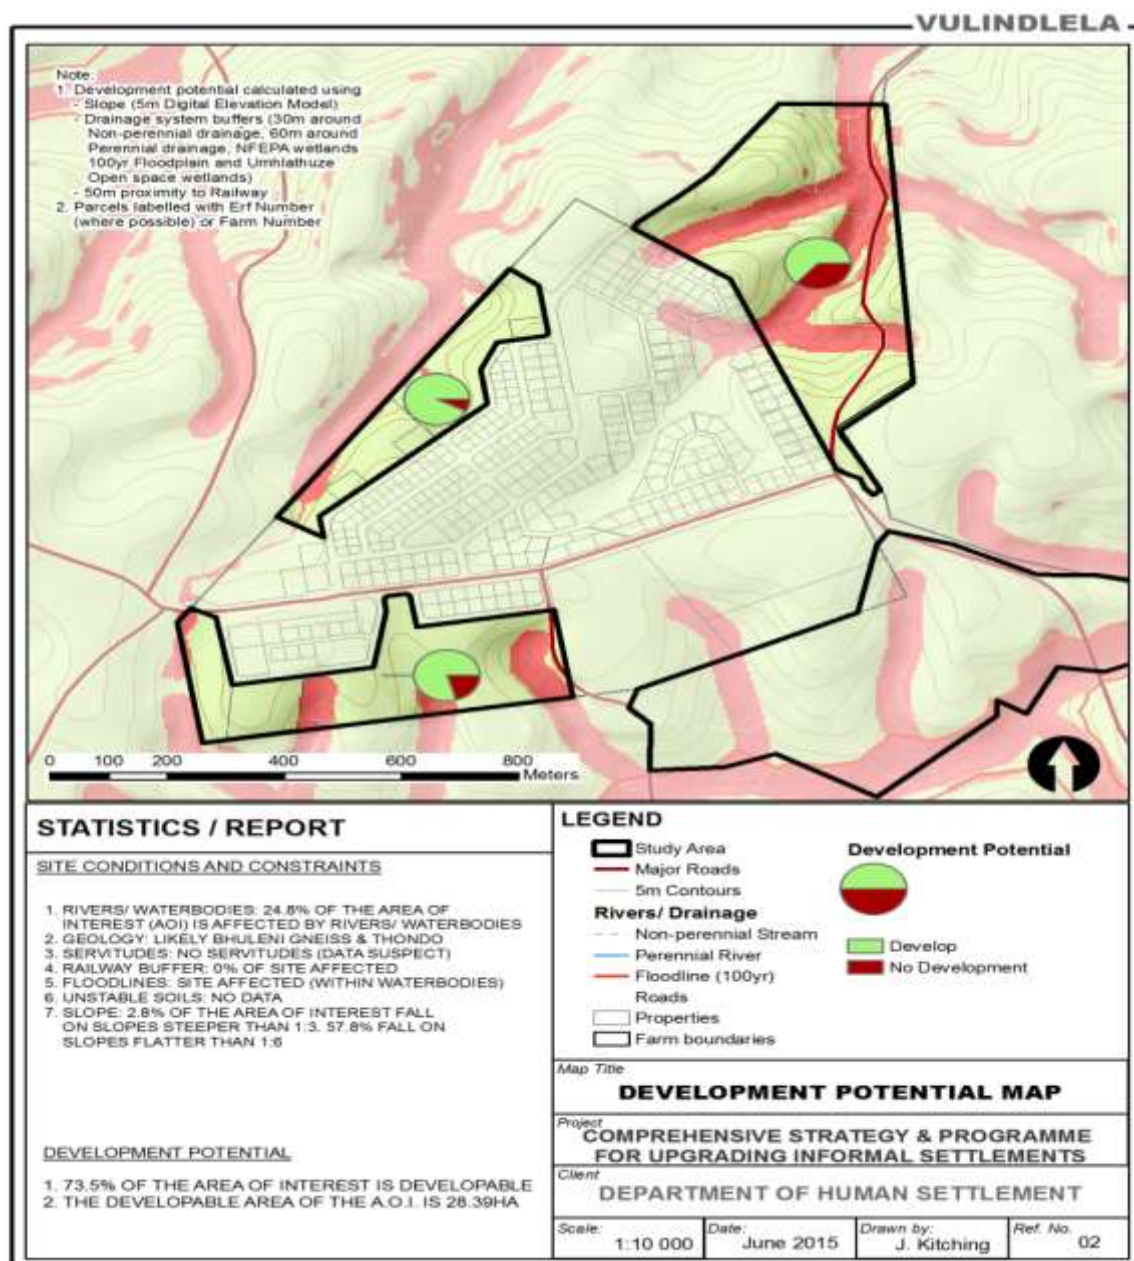 VULINDLELA
Note:
1. Development potential calculated using
- Slope (5m Digital Elevation Model)
- Drainage system buffers (30m around
Non-perennial drainage, 60m around
Perennial drainage, NFEPA wetlands
100yr Floodplain and Umhlathuze
Open space wetlands)
- 50m proximity to Railway
2. Parcels labelled with Erf Number
(where possible) or Farm Number
0 100 200 400 600 800
Meters
STATISTICS / REPORT
SITE CONDITIONS AND CONSTRAINTS
1. RIVERS/ WATERBODIES: 24.8% OF THE AREA OF
INTEREST (AOI) IS AFFECTED BY RIVERS/ WATERBODIES
2. GEOLOGY: LIKELY BHULENI GNEISS & THONDO
3. SERVITUDES: NO SERVITUDES (DATA SUSPECT)
4. RAILWAY BUFFER: 0% OF SITE AFFECTED
5. FLOODLINES: SITE AFFECTED (WITHIN WATERBODIES)
6. UNSTABLE SOILS: NO DATA
7. SLOPE: 2.8% OF THE AREA OF INTEREST FALL
ON SLOPES STEEPER THAN 1:3. 57.8% FALL ON
SLOPES FLATTER THAN 1:6
DEVELOPMENT POTENTIAL
1. 73.5% OF THE AREA OF INTEREST IS DEVELOPABLE
2. THE DEVELOPABLE AREA OF THE A.O.I. IS 28.39HA
LEGEND
Study Area
Major Roads
5m Contours
Rivers/ Drainage
Non-perennial Stream
Perennial River
Floodline (100yr)
Roads
Properties
Farm boundaries
Development Potential
Develop
No Development
Map Title
DEVELOPMENT POTENTIAL MAP
Project
COMPREHENSIVE STRATEGY & PROGRAMME
FOR UPGRADING INFORMAL SETTLEMENTS
Client
DEPARTMENT OF HUMAN SETTLEMENT
Scale: 1:10 000
Date: June 2015
Drawn by: J. Kitching
Ref. No. 02